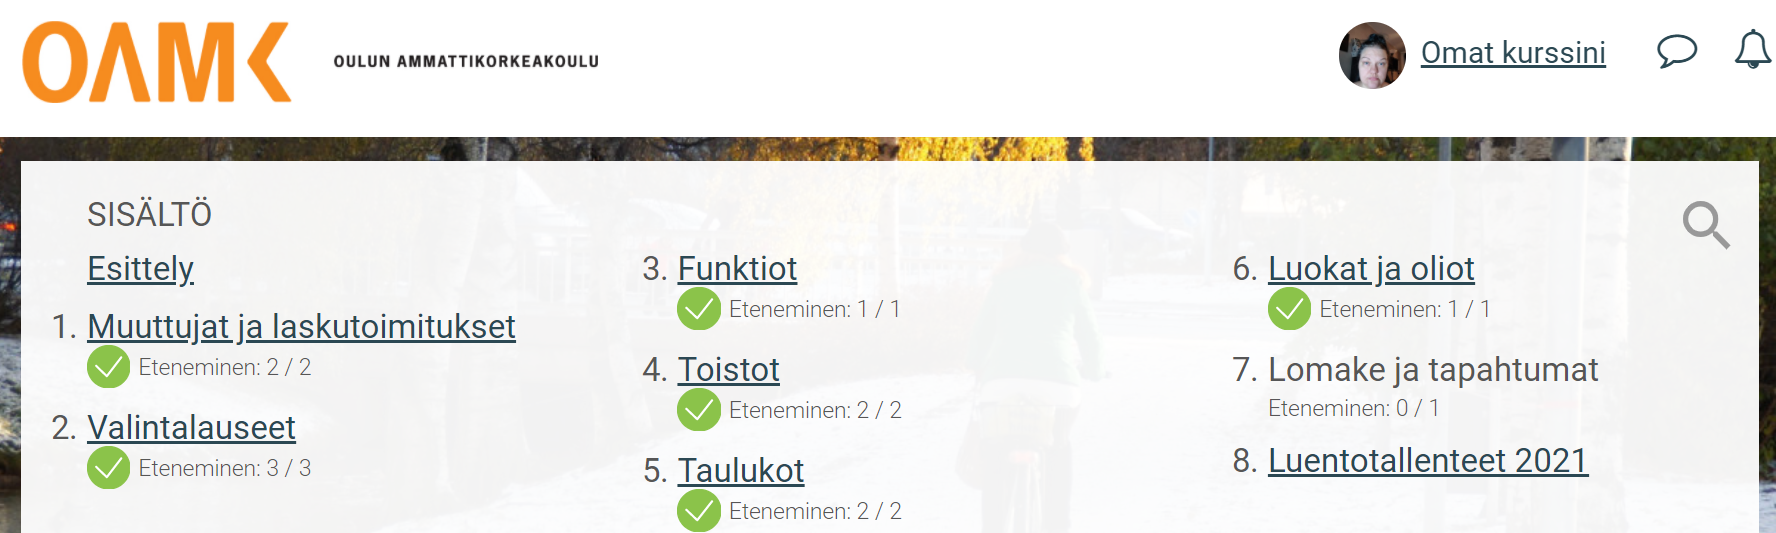 OAMK
OULUN AMMATTIKORKEAKOULU
Omat kurssini
SISÄLTÖ
Esittely
1. Muuttujat ja laskutoimitukset
Eteneminen: 2 / 2
2. Valintalauseet
Eteneminen: 3 / 3
3. Funktiot
Eteneminen: 1 / 1
4. Toistot
Eteneminen: 2 / 2
5. Taulukot
Eteneminen: 2 / 2
6. Luokat ja oliot
Eteneminen: 1 / 1
7. Lomake ja tapahtumat
Eteneminen: 0 / 1
8. Luentotallenteet 2021